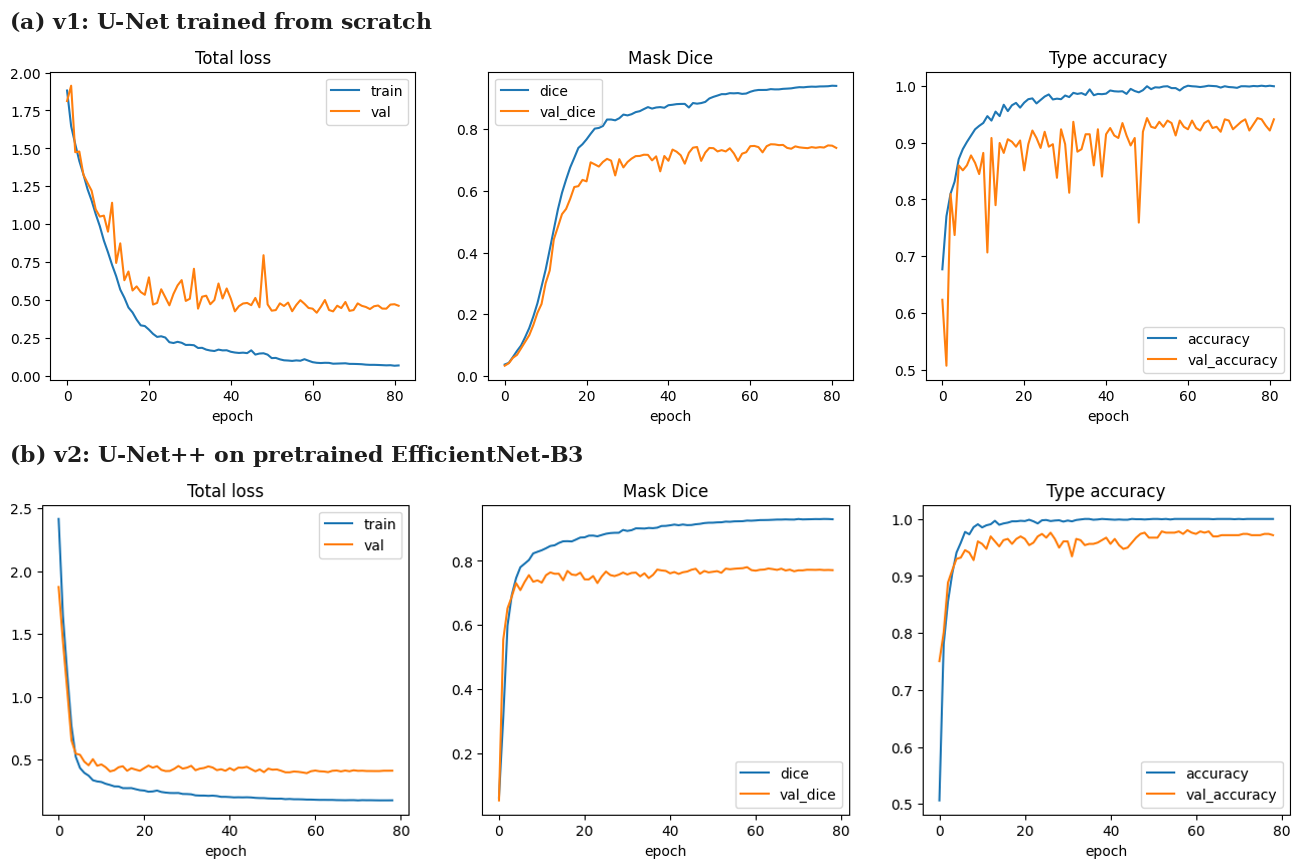 (a) v1: U-Net trained from scratch
Total loss
Mask Dice
Type accuracy
2.00
1.75
1.50
1.25
1.00
0.75
0.50
0.25
0.00
train
val
0 20 40 60 80
epoch
0.8
0.6
0.4
0.2
0.0
dice
val_dice
0 20 40 60 80
epoch
1.0
0.9
0.8
0.7
0.6
0.5
accuracy
val_accuracy
0 20 40 60 80
epoch
(b) v2: U-Net++ on pretrained EfficientNet-B3
Total loss
Mask Dice
Type accuracy
2.5
2.0
1.5
1.0
0.5
train
val
0 20 40 60 80
epoch
0.8
0.6
0.4
0.2
dice
val_dice
0 20 40 60 80
epoch
1.0
0.9
0.8
0.7
0.6
0.5
accuracy
val_accuracy
0 20 40 60 80
epoch